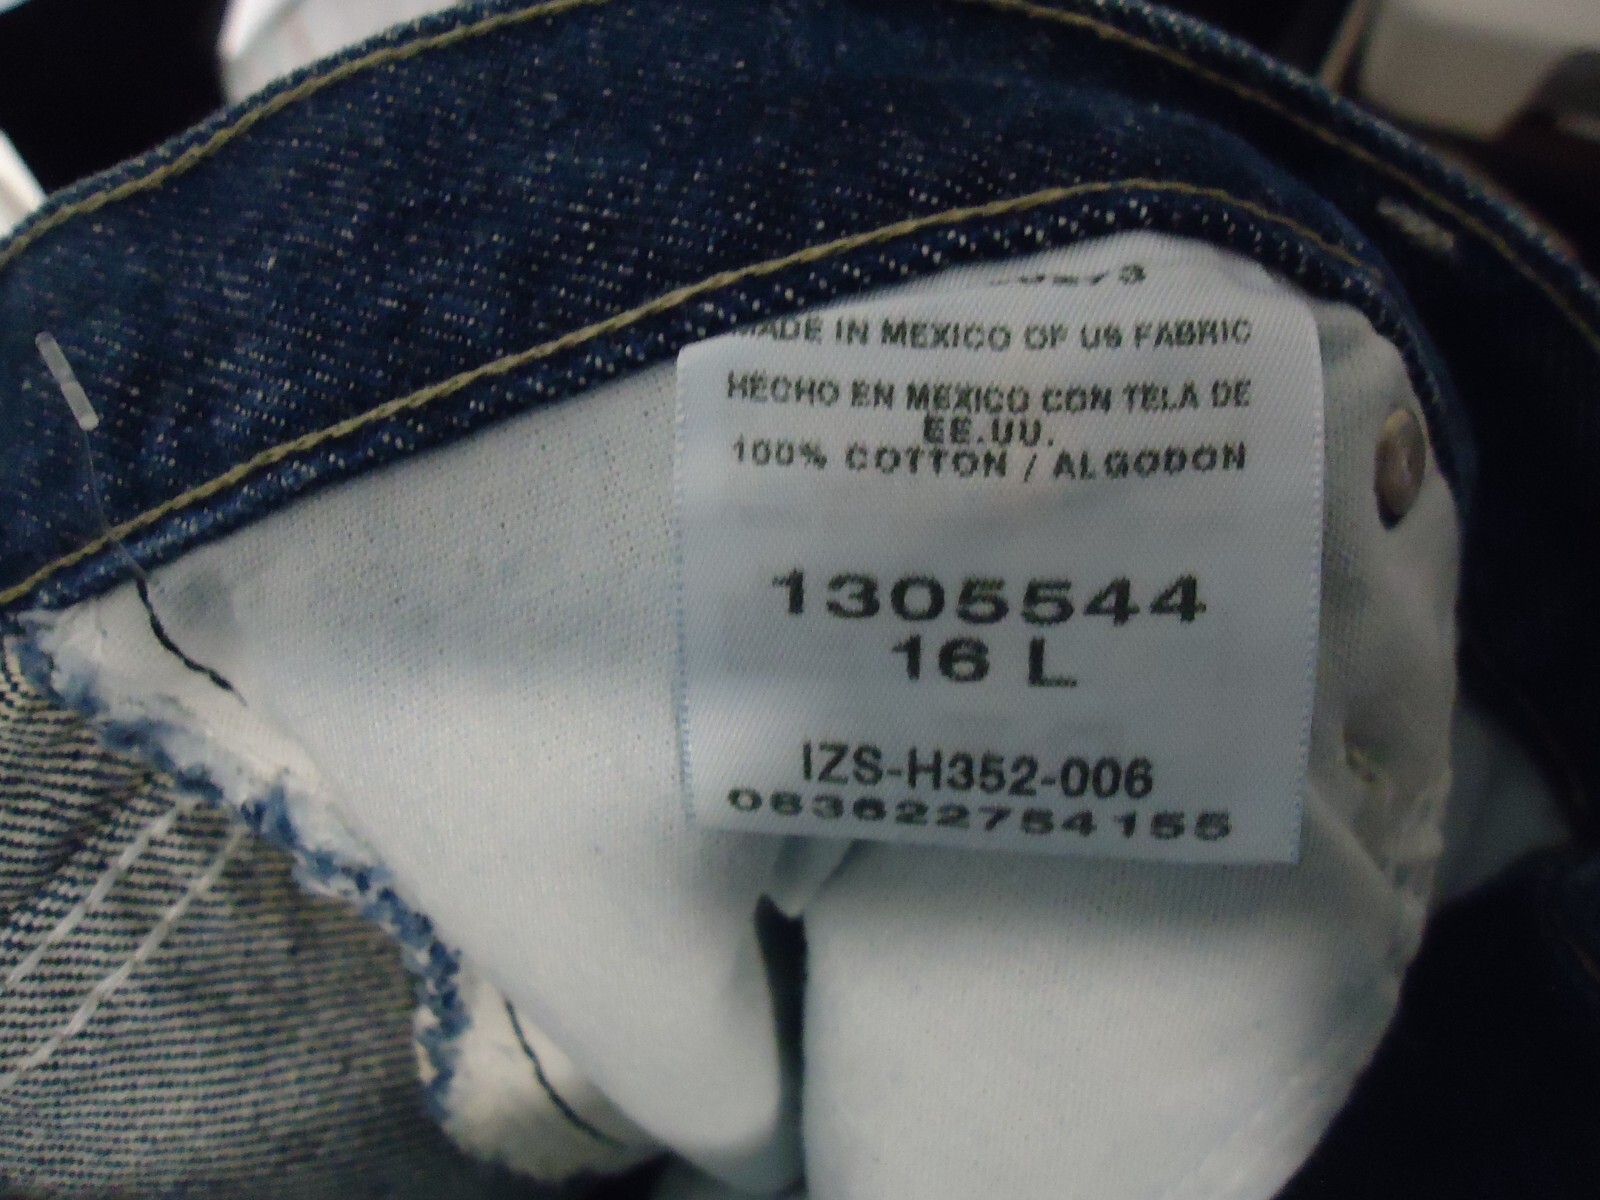 MADE IN MEXICO OF US FABRIC
HECHO EN MEXICO CON TELA DE
EE.UU.
100% COTTON / ALGODON
1305544
16 L
IZS-H352-006
083622754155